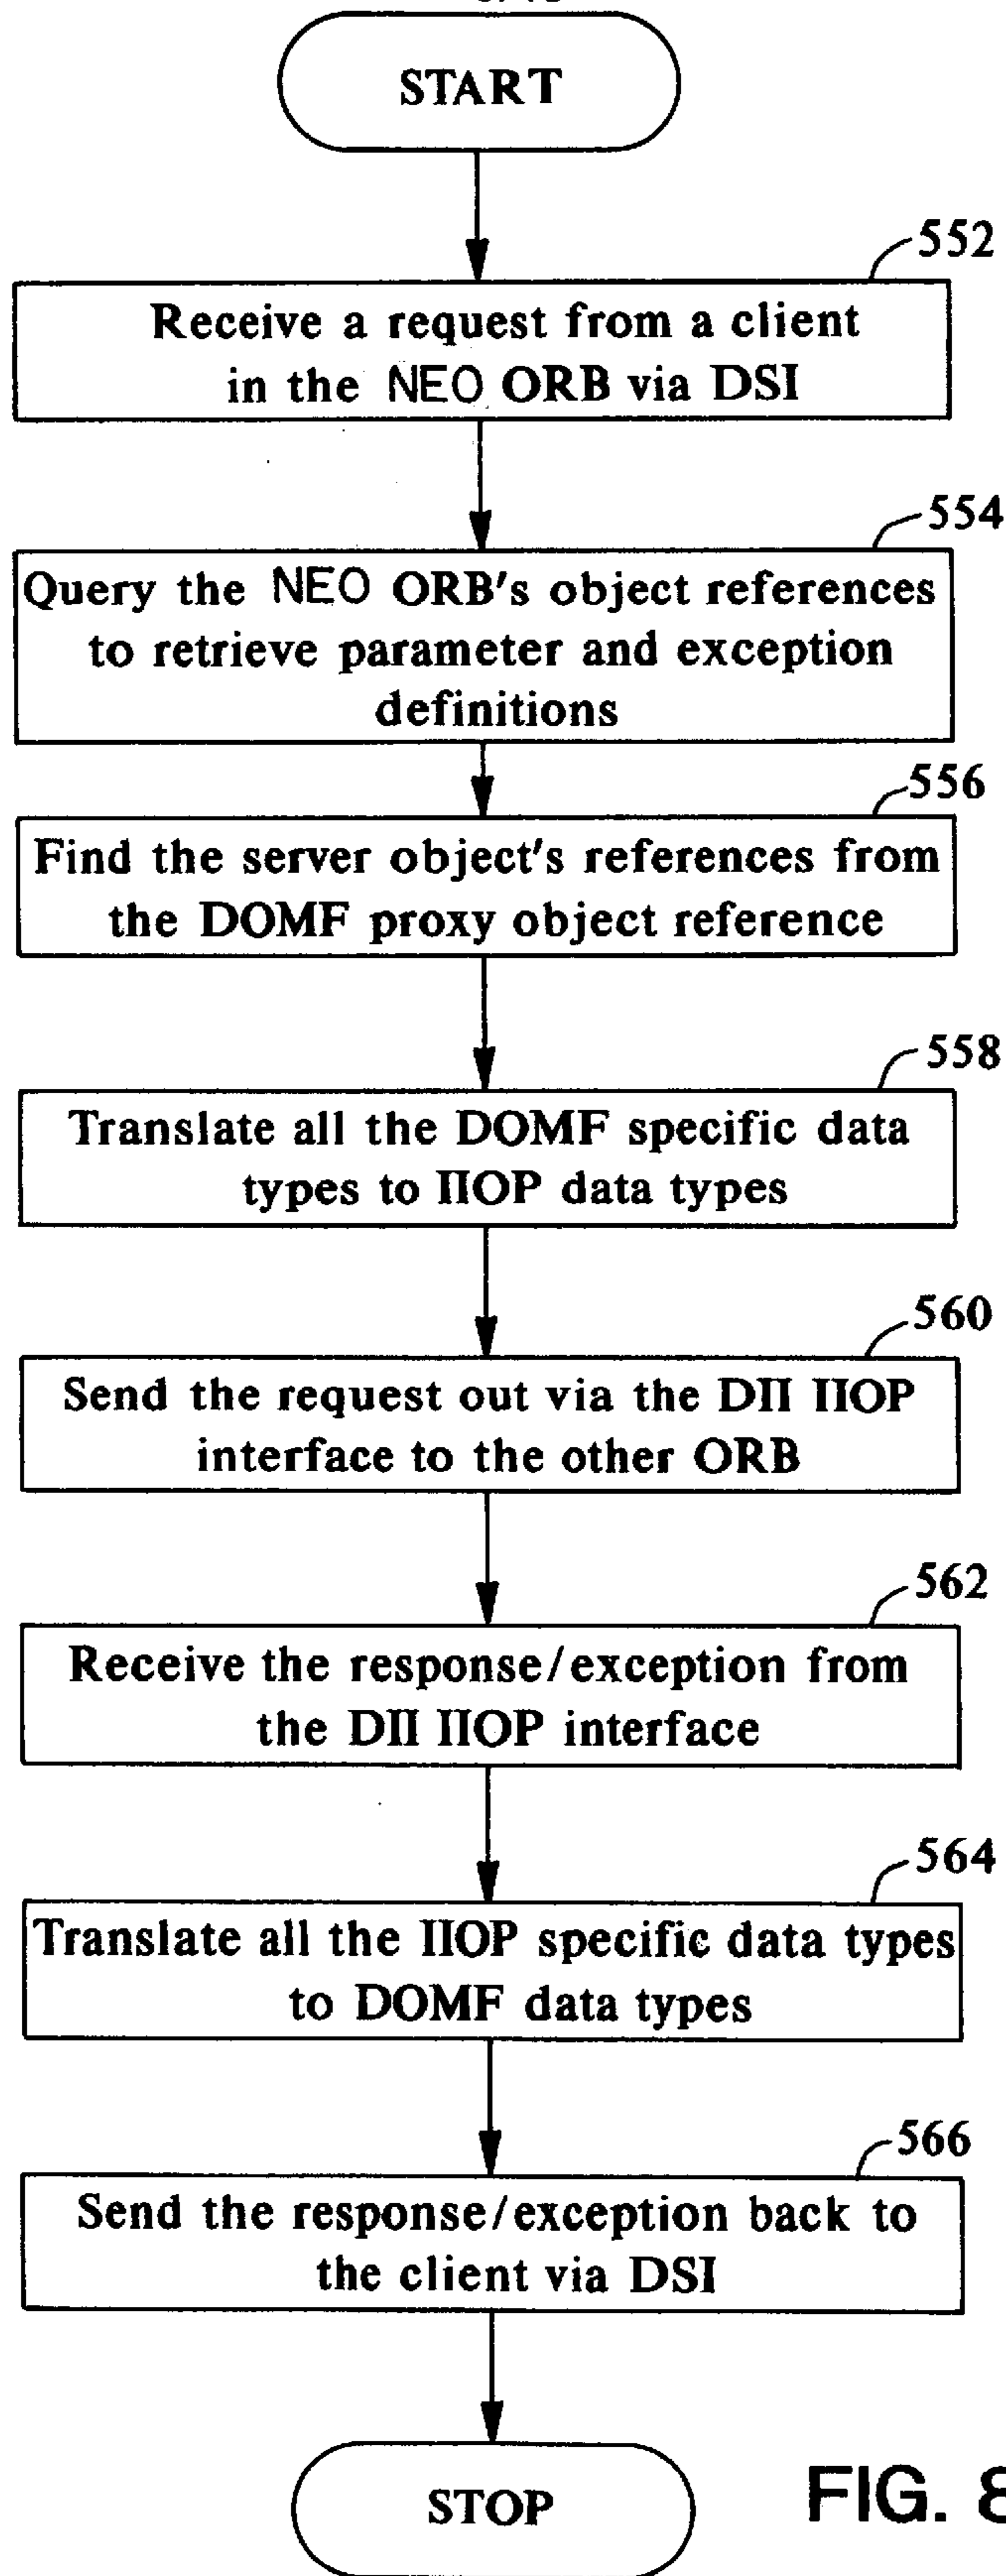 START
552
Receive a request from a client
in the NEO ORB via DSI
554
Query the NEO ORB's object references
to retrieve parameter and exception
definitions
556
Find the server object's references from
the DOMF proxy object reference
558
Translate all the DOMF specific data
types to IIOP data types
560
Send the request out via the DII IIOP
interface to the other ORB
562
Receive the response/exception from
the DII IIOP interface
564
Translate all the IIOP specific data types
to DOMF data types
566
Send the response/exception back to
the client via DSI
STOP
FIG. 8